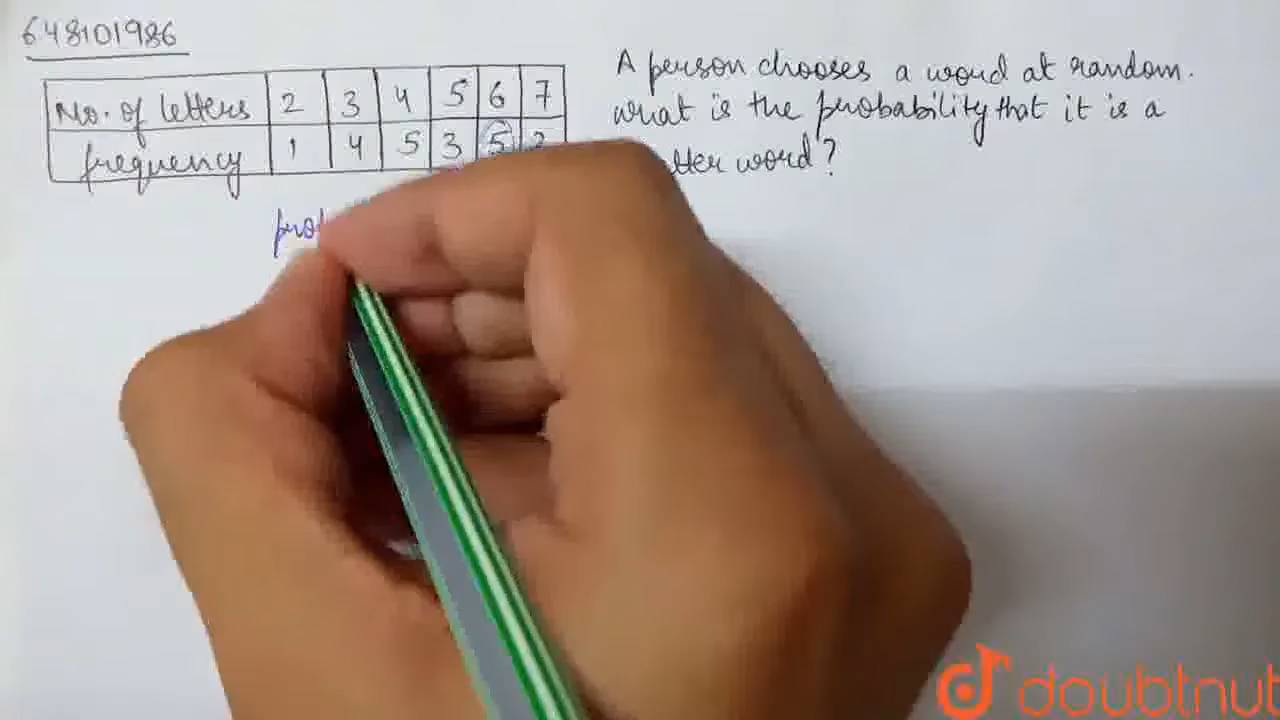 648101986
No. of letters 2 3 4 5 6 7
frequency 1 4 5 3 5
A person chooses a word at random.
what is the probability that it is a
word?
doubtnut